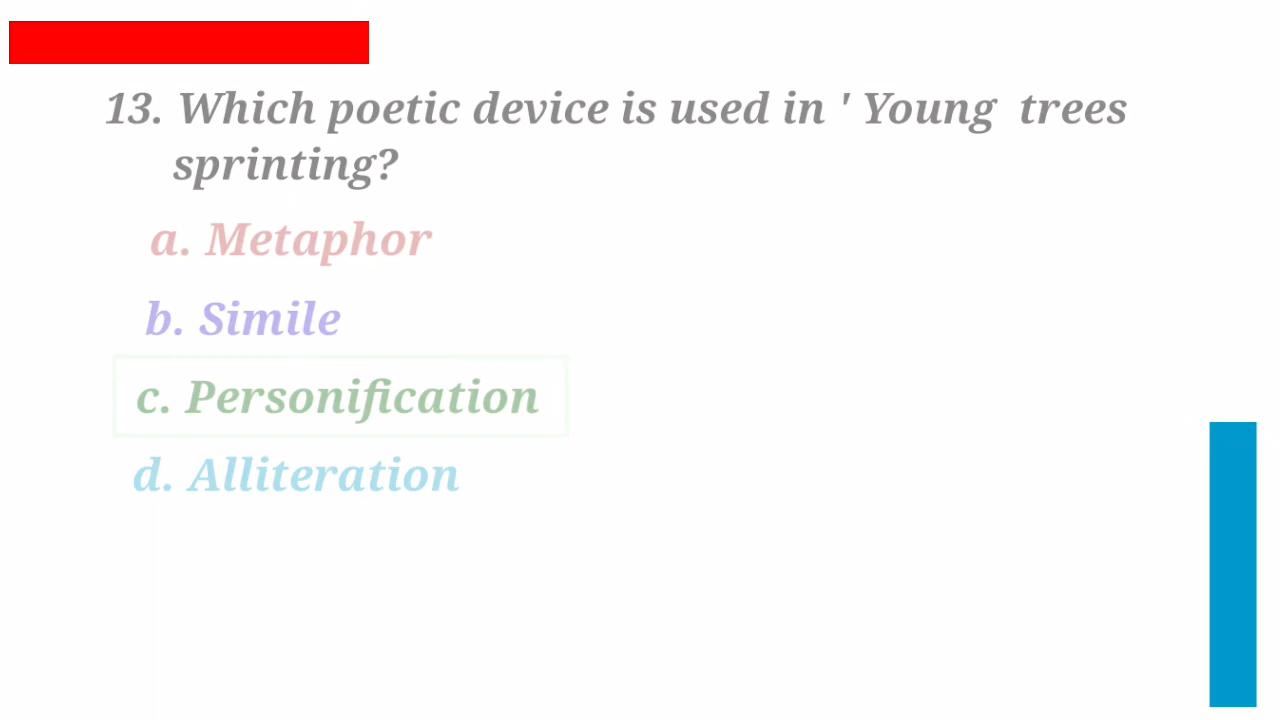 13. Which poetic device is used in ' Young trees
sprinting?
a. Metaphor
b. Simile
c. Personification
d. Alliteration